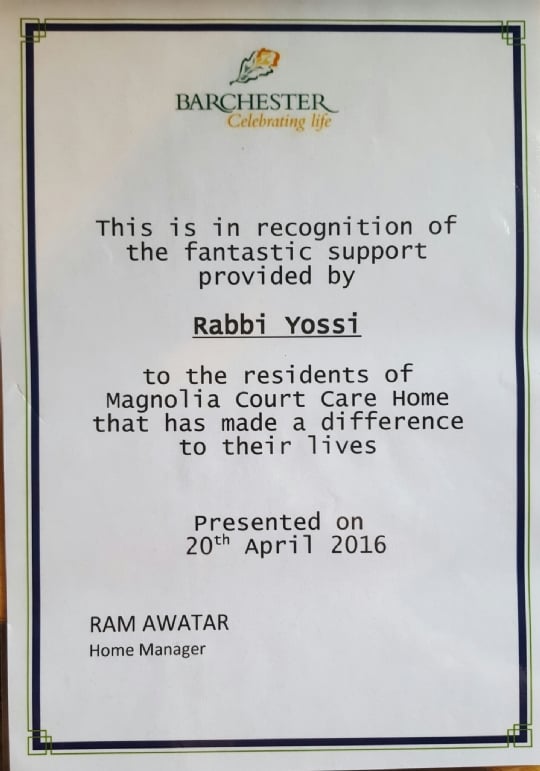 BARCHESTER
Celebrating life
This is in recognition of
the fantastic support
provided by
Rabbi Yossi
to the residents of
Magnolia Court Care Home
that has made a difference
to their lives
Presented on
20th April 2016
RAM AWATAR
Home Manager